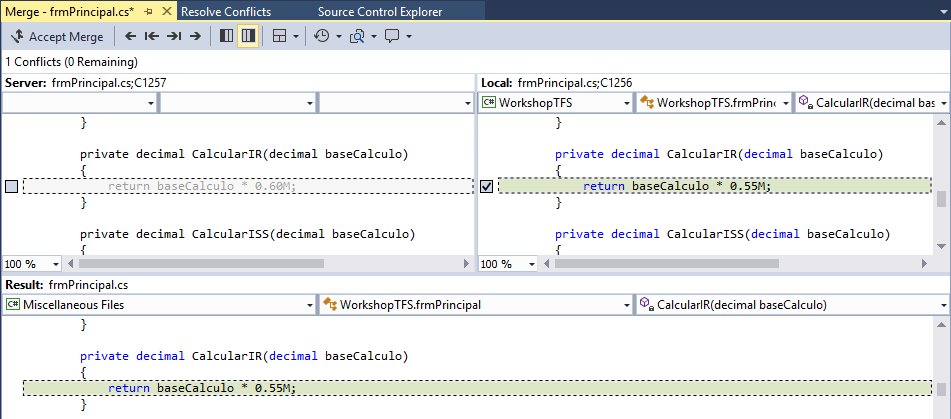 Merge - frmPrincipal.cs*
Resolve Conflicts
Source Control Explorer
Accept Merge
1 Conflicts (0 Remaining)
Server: frmPrincipal.cs;C1257
}
private decimal CalcularIR(decimal baseCalculo)
{
return baseCalculo * 0.60M;
}
private decimal CalcularISS(decimal baseCalculo)
{
100 %
Local: frmPrincipal.cs;C1256
C# WorkshopTFS
WorkshopTFS.frmPrinc
CalcularIR(decimal bas
}
private decimal CalcularIR(decimal baseCalculo)
{
return baseCalculo * 0.55M;
}
private decimal CalcularISS(decimal baseCalculo)
{
100 %
Result: frmPrincipal.cs
C# Miscellaneous Files
WorkshopTFS.frmPrincipal
CalcularIR(decimal baseCalculo)
}
private decimal CalcularIR(decimal baseCalculo)
{
return baseCalculo * 0.55M;
}